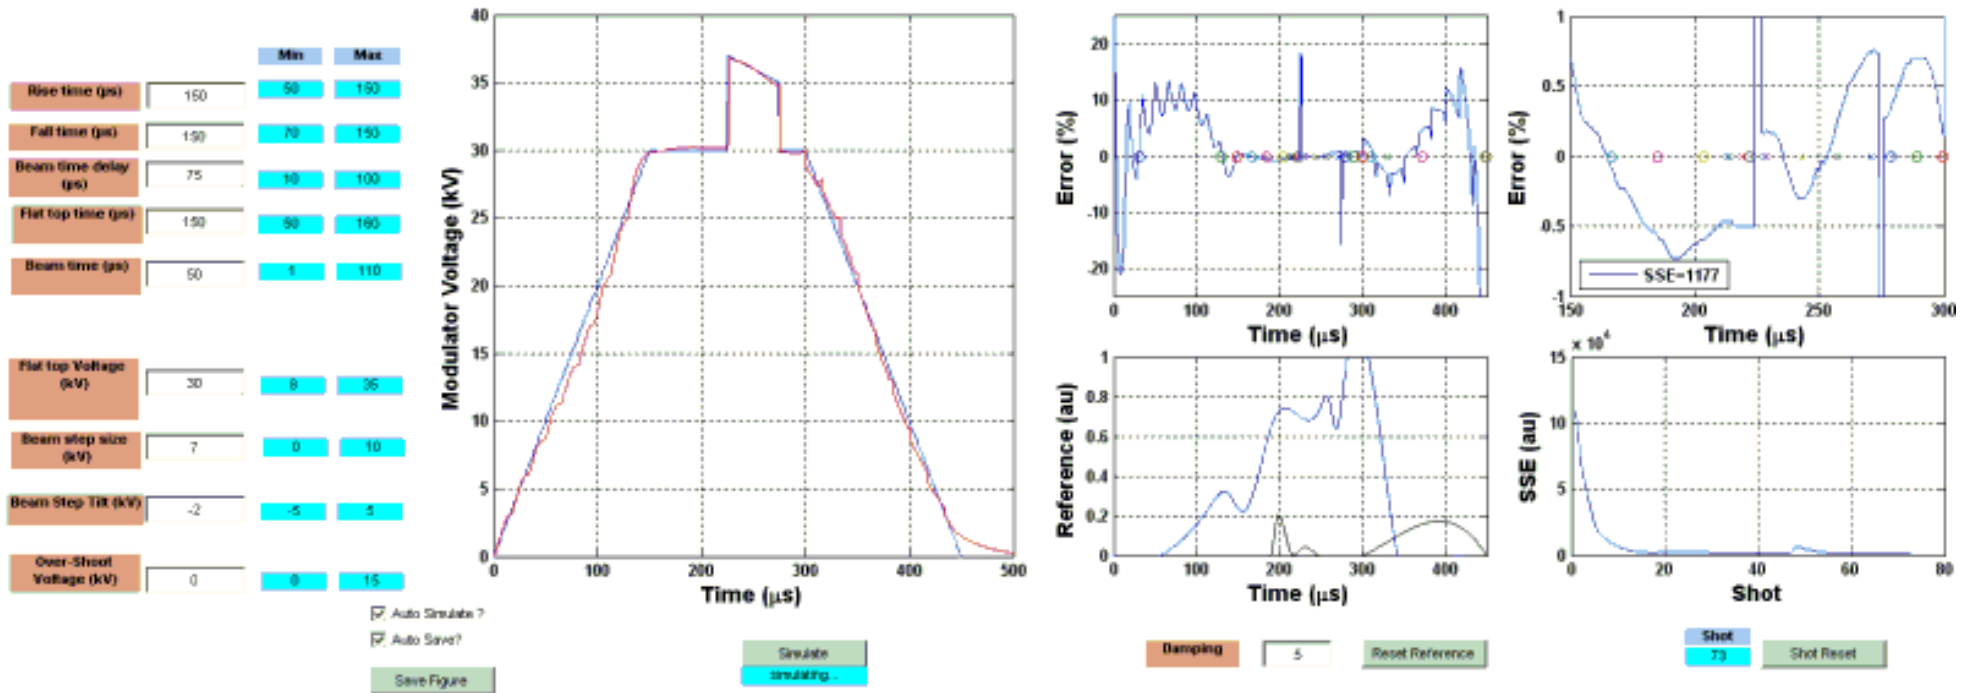 Min Max
Rise time (µs) 150 50 150
Fall time (µs) 150 70 150
Beam time delay
(µs) 75 10 100
Flat top time (µs) 150 50 160
Beam time (µs) 50 1 110
Flat top Voltage
(kV) 30 8 35
Beam step size
(kV) 7 0 10
Beam Step Tilt (kV) -2 -5 5
Over-Shoot
Voltage (kV) 0 0 15
Auto Simulate ?
Auto Save?
Save Figure
Modulator Voltage (kV)
40
35
30
25
20
15
10
5
0
0 100 200 300 400 500
Time (µs)
Simulate
simulating...
Error (%)
20
10
0
-10
-20
0 100 200 300 400
Time (µs)
Error (%)
1
0.5
0
-0.5
-1
SSE=1177
150 200 250 300
Time (µs)
Reference (au)
1
0.8
0.6
0.4
0.2
0
0 100 200 300 400
Time (µs)
SSE (au)
x 10⁴
15
10
5
0
0 20 40 60 80
Shot
Damping 5 Reset Reference
Shot
73 Shot Reset